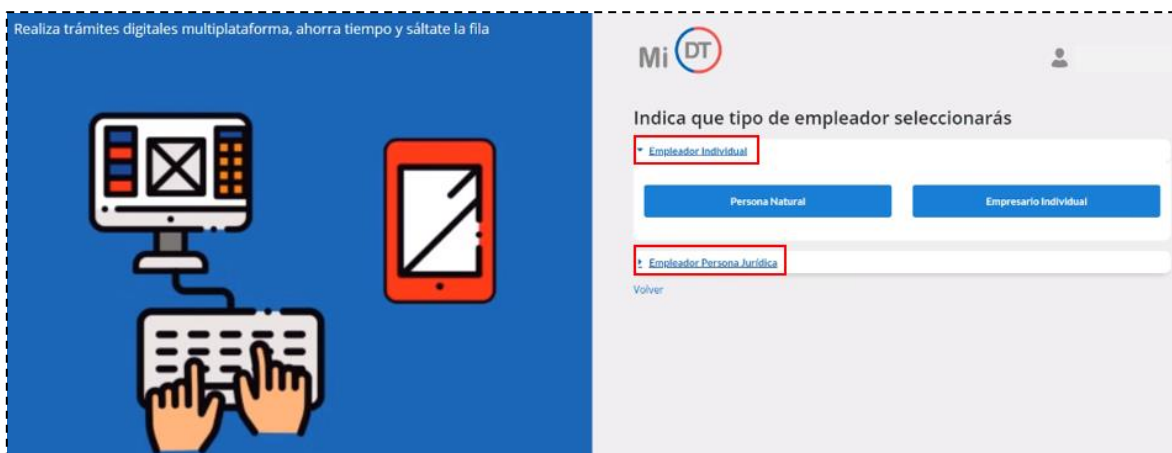 Realiza trámites digitales multiplataforma, ahorra tiempo y sáltate la fila
Mi DT
Indica que tipo de empleador seleccionarás
Empleador Individual
Persona Natural
Empresario Individual
Empleador Persona Jurídica
Volver